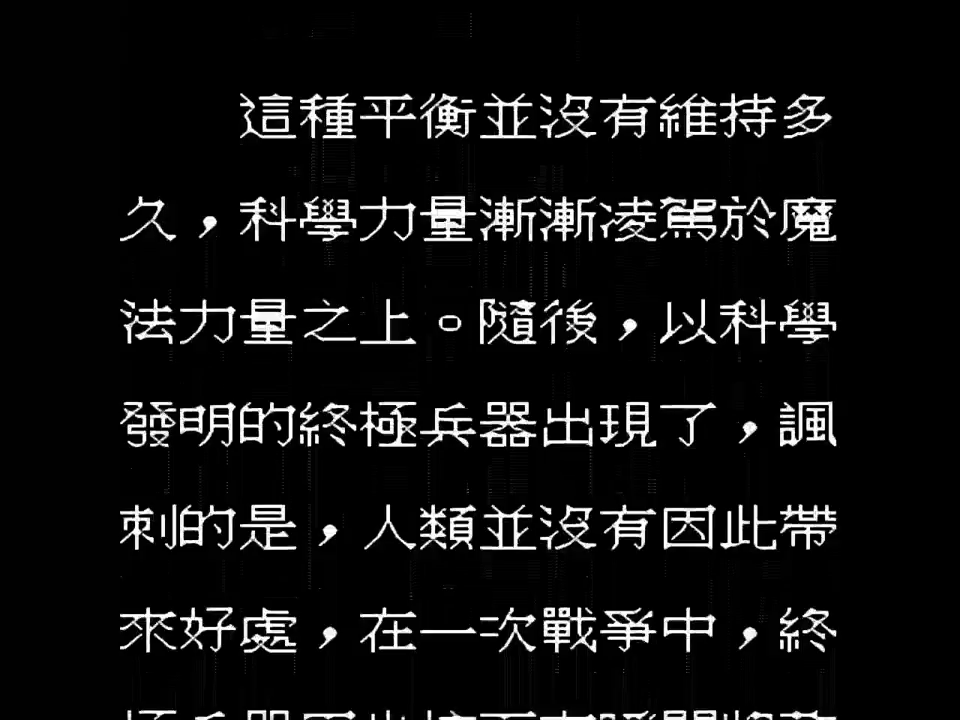 這種平衡並沒有維持多
久，科學力量漸漸凌駕於魔
法力量之上。隨後，以科學
發明的終極兵器出現了，諷
刺的是，人類並沒有因此帶
來好處，在一次戰爭中，終
極兵器